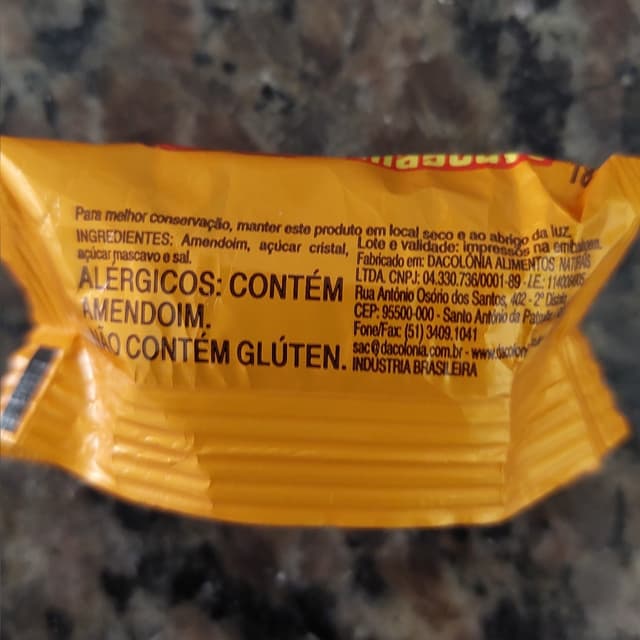 Para melhor conservação, manter este produto em local seco e ao abrigo da luz.
INGREDIENTES: Amendoim, açúcar cristal,
açúcar mascavo e sal.
ALÉRGICOS: CONTÉM
AMENDOIM.
NÃO CONTÉM GLÚTEN.
Lote e validade: impressos na embalagem.
Fabricado em: DACOLÔNIA ALIMENTOS NATURAIS
LTDA. CNPJ: 04.330.736/0001-89 - I.E.:
Rua Antônio Osório dos Santos, 402 - 2º Distrito
CEP: 95500-000 - Santo Antônio da Patrulha
Fone/Fax: (51) 3409.1041
sac@dacolonia.com.br - www.dacolonia
INDUSTRIA BRASILEIRA